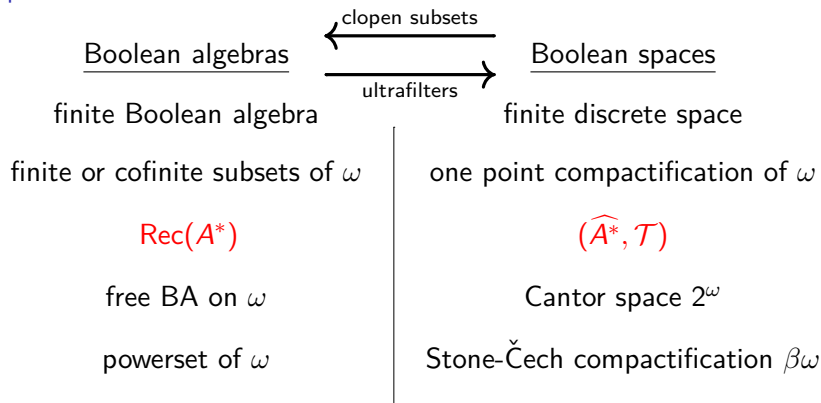 clopen subsets
Boolean algebras Boolean spaces
ultrafilters
finite Boolean algebra finite discrete space
finite or cofinite subsets of ω one point compactification of ω
Rec(A*) (\widehat{A*}, 𝒯)
free BA on ω Cantor space 2^ω
powerset of ω Stone-Čech compactification βω